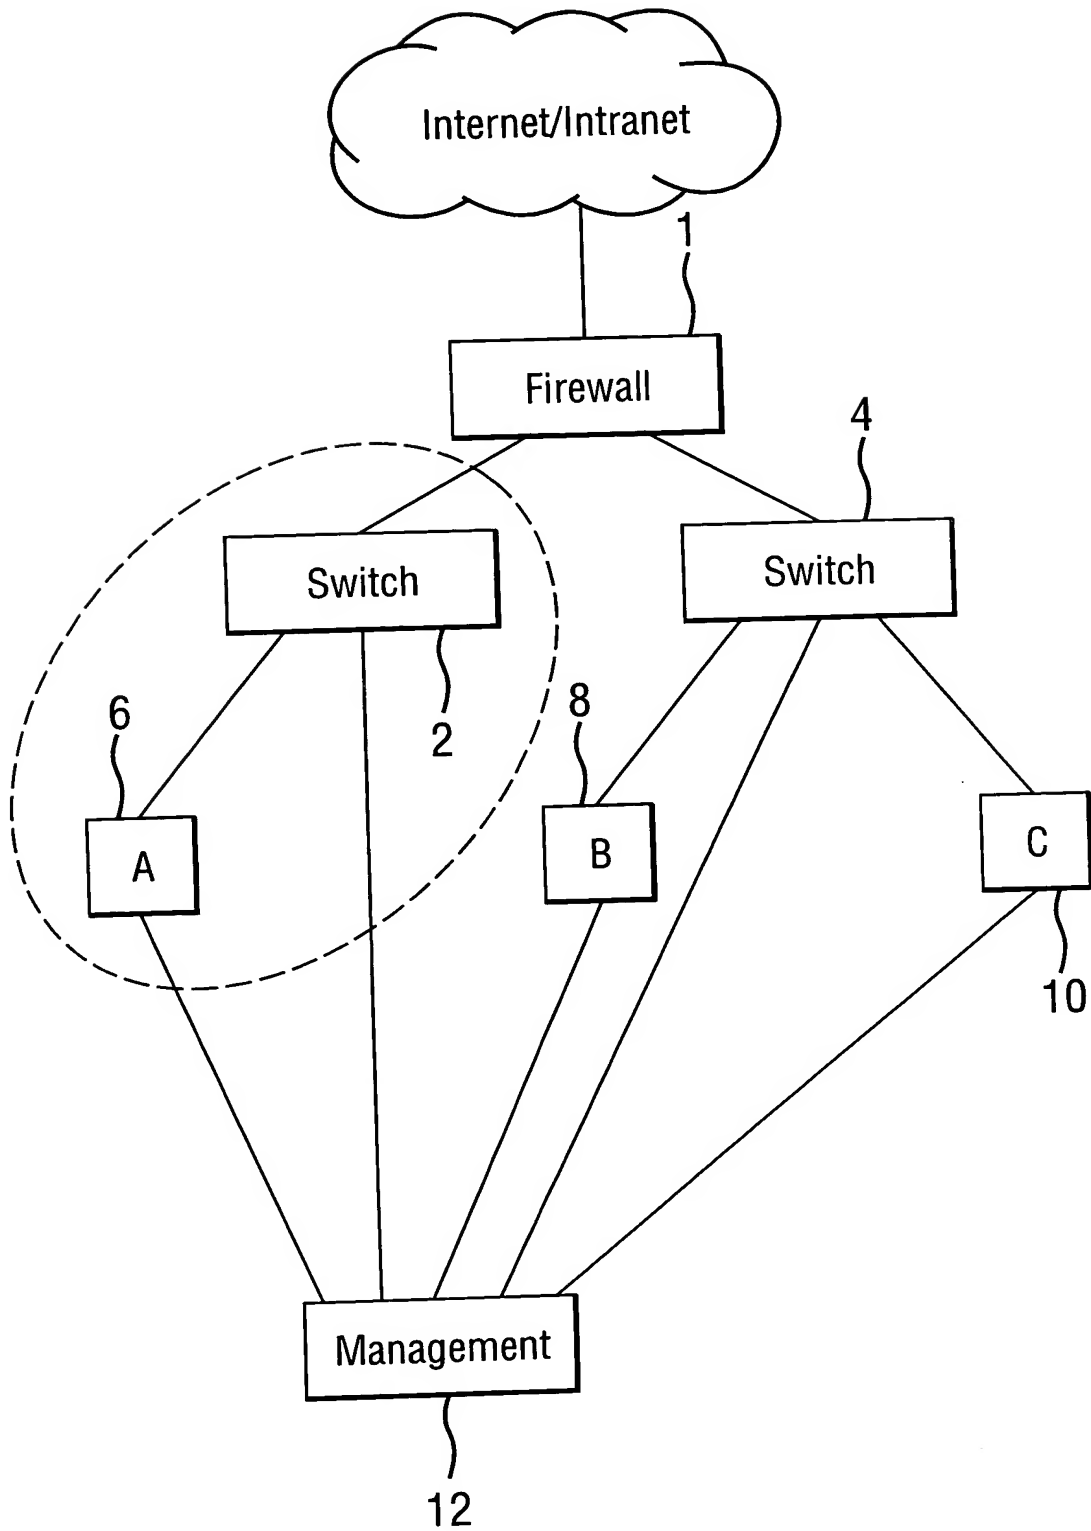 Internet/Intranet
1
Firewall
4
Switch
Switch
6
2
8
A
B
C
10
Management
12